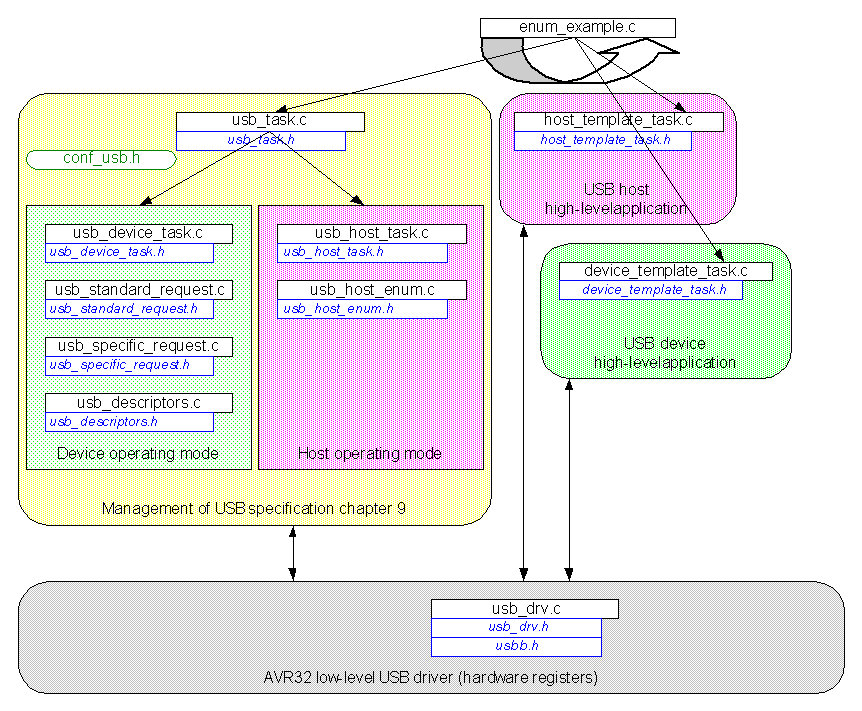 enum_example.c
usb_task.c
usb_task.h
conf_usb.h
host_template_task.c
host_template_task.h
USB host
high-levelapplication
usb_device_task.c
usb_device_task.h
usb_standard_request.c
usb_standard_request.h
usb_specific_request.c
usb_specific_request.h
usb_descriptors.c
usb_descriptors.h
Device operating mode
usb_host_task.c
usb_host_task.h
usb_host_enum.c
usb_host_enum.h
Host operating mode
device_template_task.c
device_template_task.h
USB device
high-levelapplication
Management of USB specification chapter 9
usb_drv.c
usb_drv.h
usbb.h
AVR32 low-level USB driver (hardware registers)